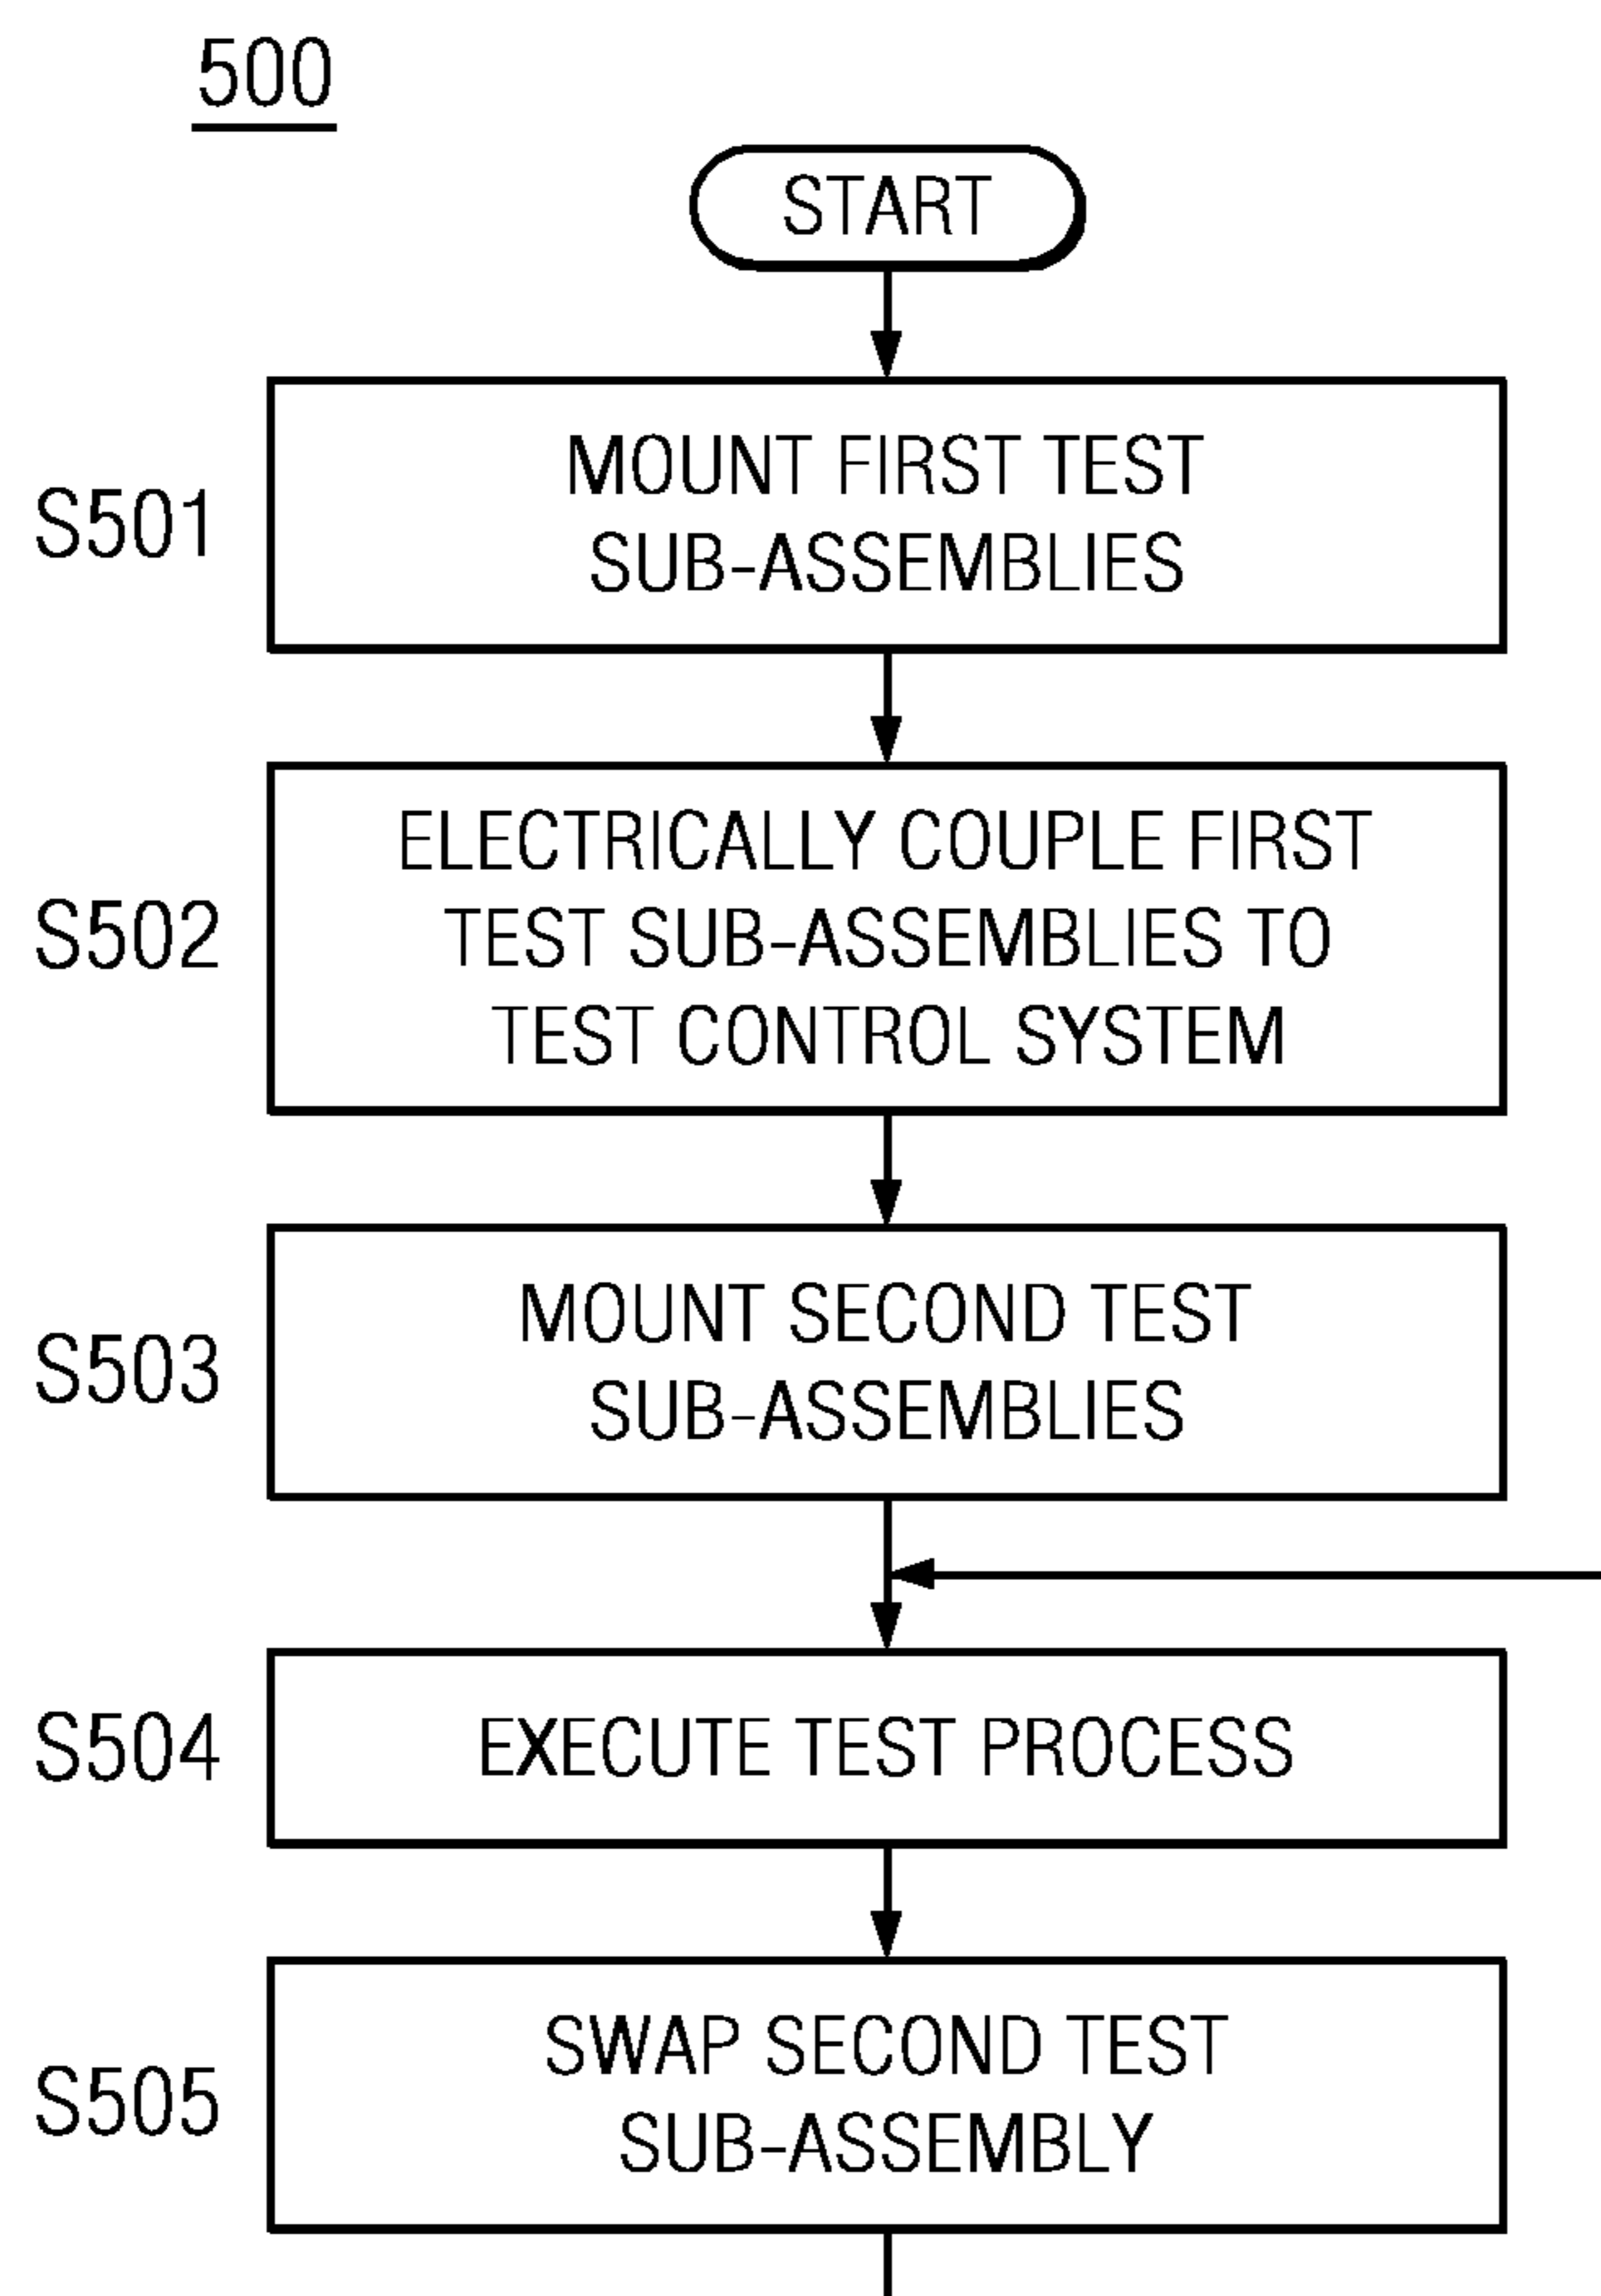 500
START
S501
MOUNT FIRST TEST
SUB-ASSEMBLIES
S502
ELECTRICALLY COUPLE FIRST
TEST SUB-ASSEMBLIES TO
TEST CONTROL SYSTEM
S503
MOUNT SECOND TEST
SUB-ASSEMBLIES
S504
EXECUTE TEST PROCESS
S505
SWAP SECOND TEST
SUB-ASSEMBLY